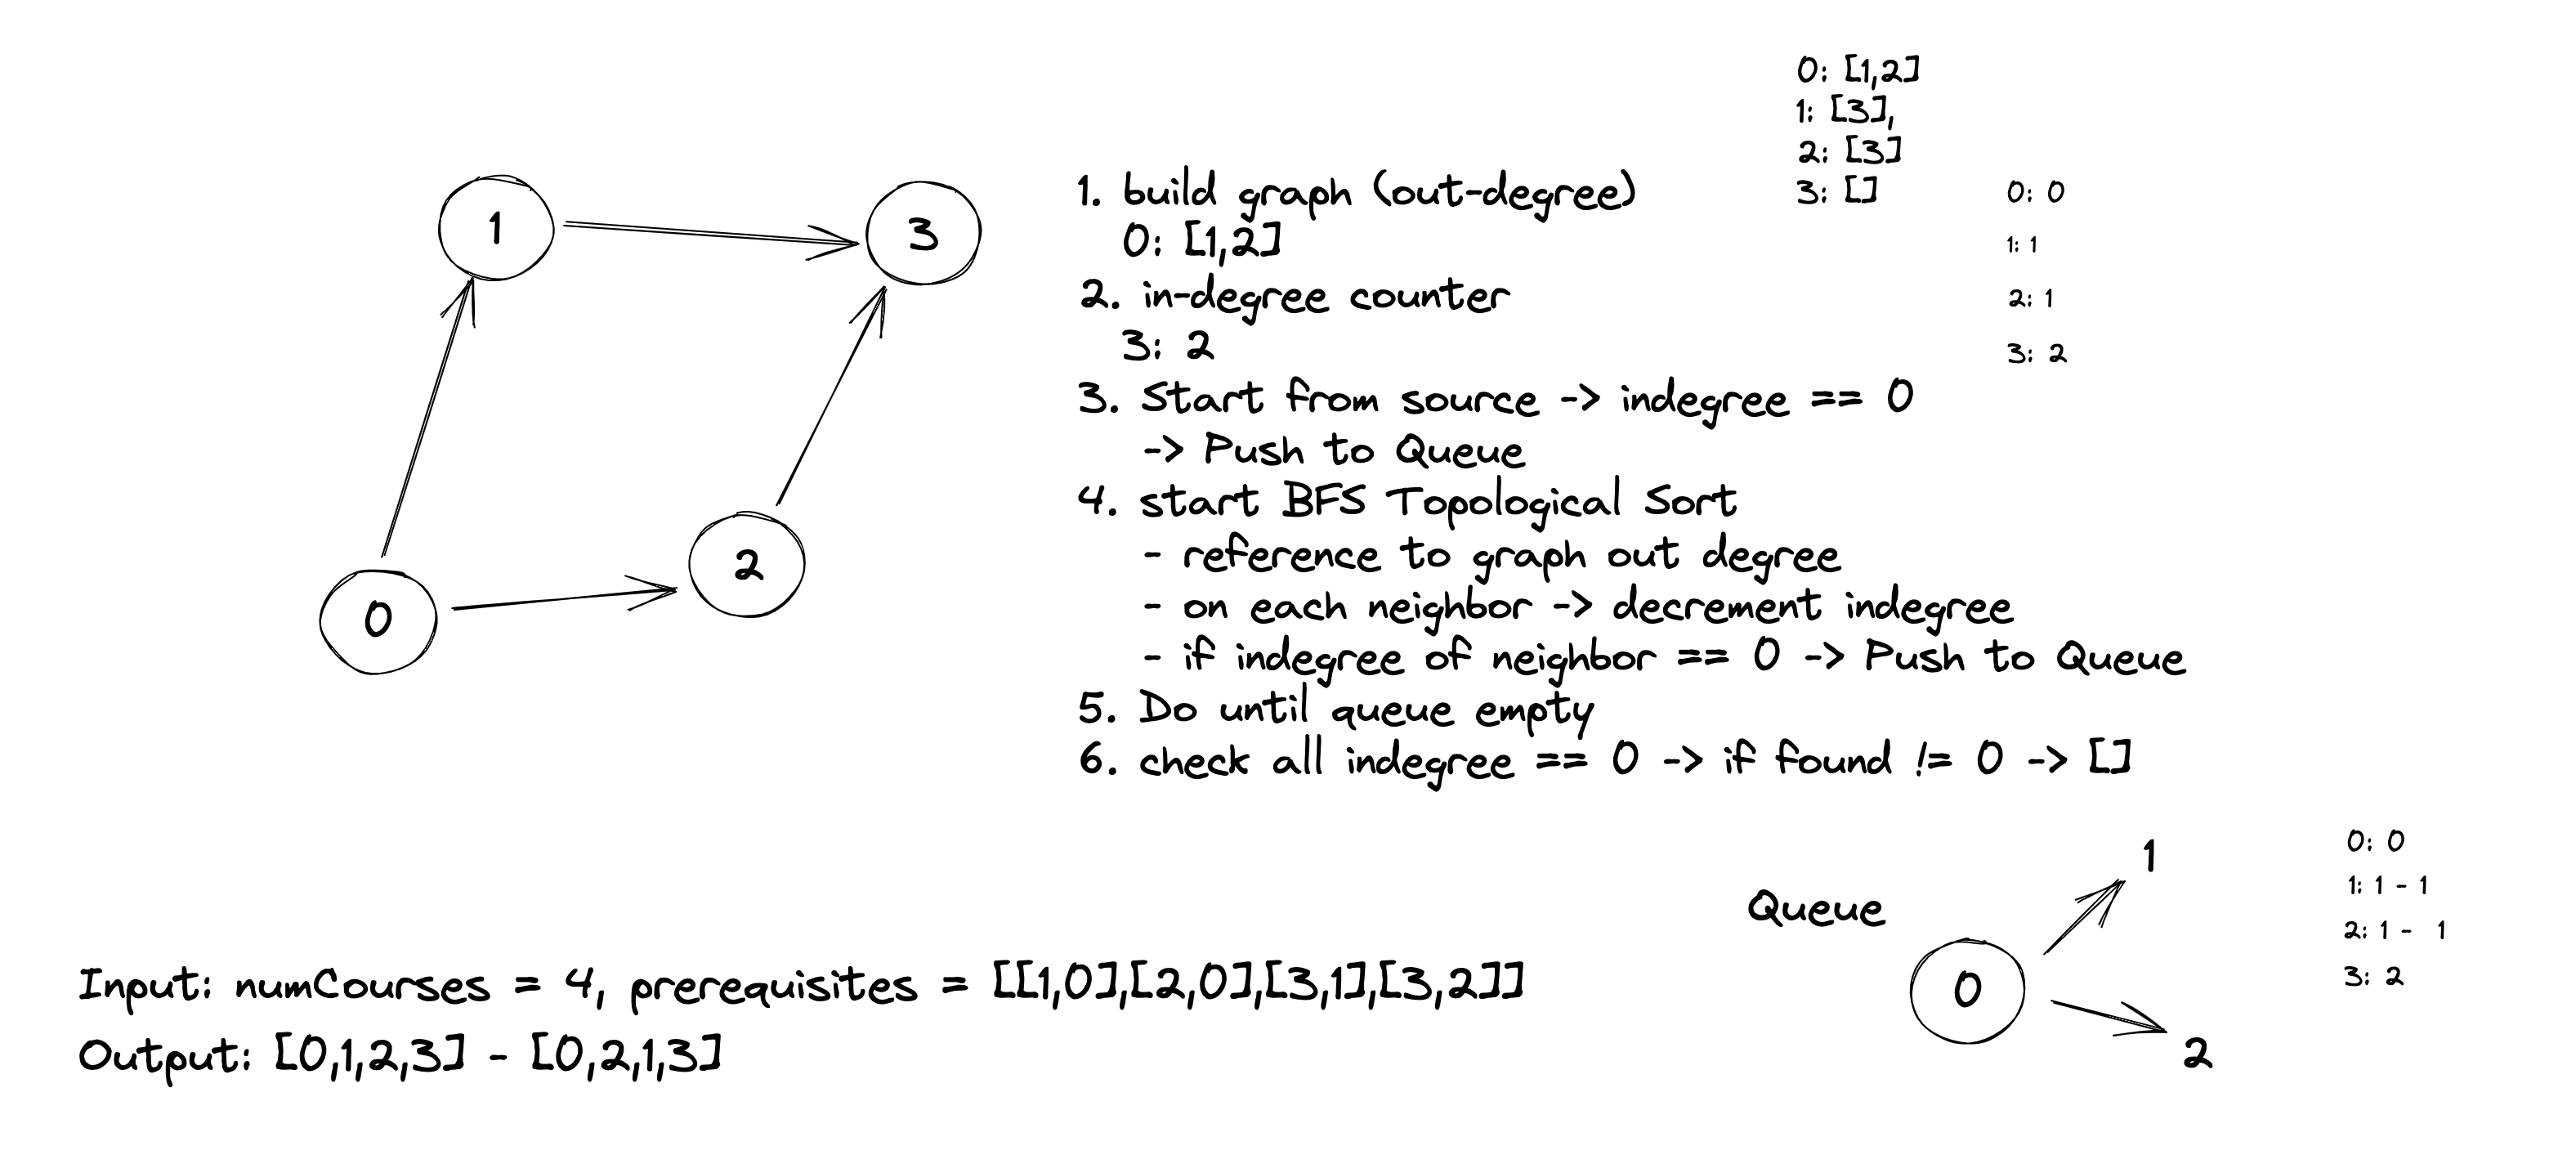 0: [1,2]
1: [3],
2: [3]
3: []
0: 0
1: 1
2: 1
3: 2
1
3
0
2
1. build graph (out-degree)
0: [1,2]
2. in-degree counter
3: 2
3. Start from source -> indegree == 0
-> Push to Queue
4. start BFS Topological Sort
- reference to graph out degree
- on each neighbor -> decrement indegree
- if indegree of neighbor == 0 -> Push to Queue
5. Do until queue empty
6. check all indegree == 0 -> if found != 0 -> []
Queue
0
1
2
0: 0
1: 1 - 1
2: 1 - 1
3: 2
Input: numCourses = 4, prerequisites = [[1,0],[2,0],[3,1],[3,2]]
Output: [0,1,2,3] - [0,2,1,3]